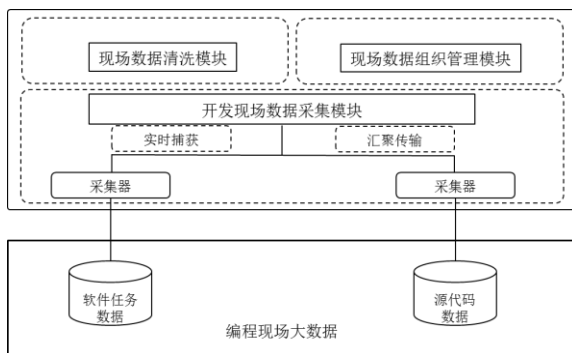 现场数据清洗模块
现场数据组织管理模块
开发现场数据采集模块
实时捕获
汇聚传输
采集器
采集器
软件任务
数据
源代码
数据
编程现场大数据